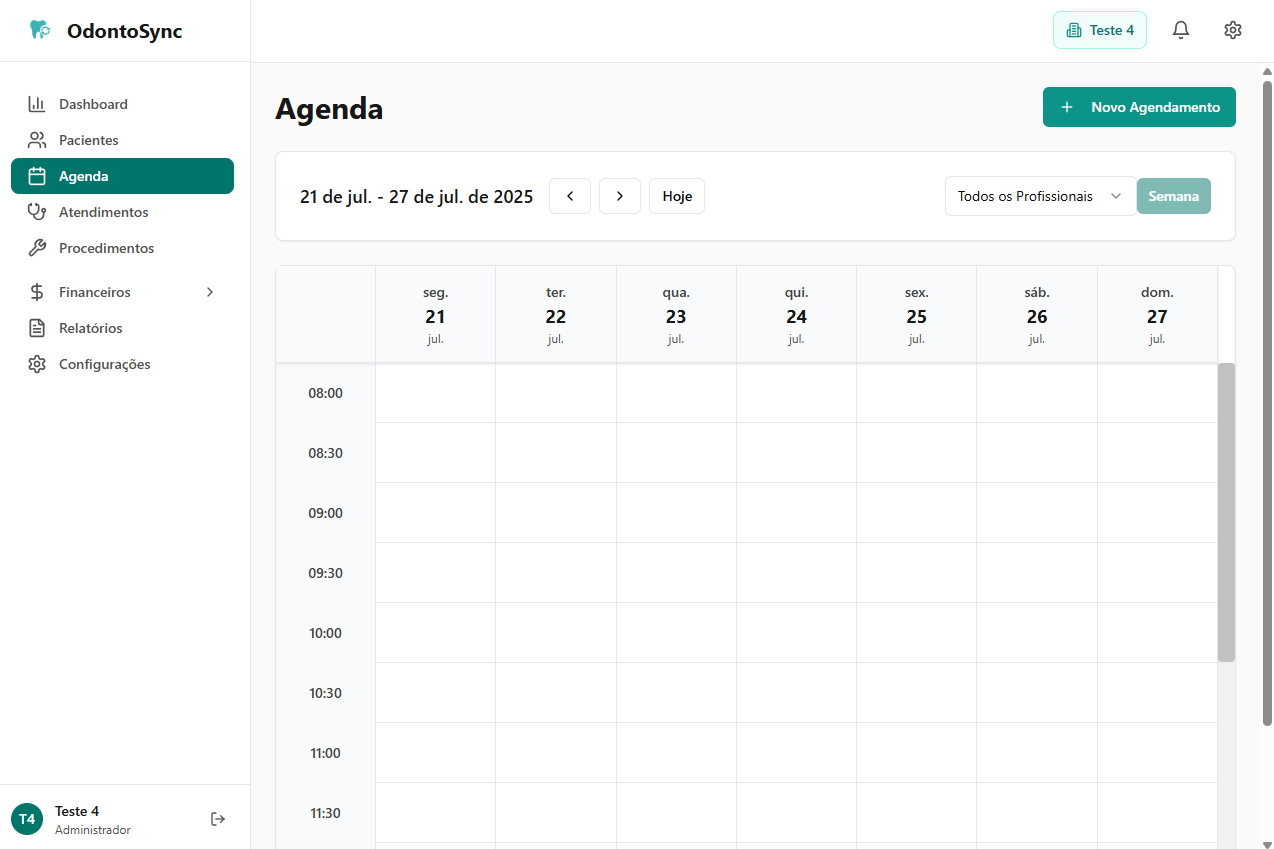 OdontoSync
Teste 4
Dashboard
Pacientes
Agenda
Atendimentos
Procedimentos
Financeiros
Relatórios
Configurações
T4
Teste 4
Administrador
Agenda
Novo Agendamento
21 de jul. - 27 de jul. de 2025
Hoje
Todos os Profissionais
Semana
seg.
21
jul.
ter.
22
jul.
qua.
23
jul.
qui.
24
jul.
sex.
25
jul.
sáb.
26
jul.
dom.
27
jul.
08:00
08:30
09:00
09:30
10:00
10:30
11:00
11:30